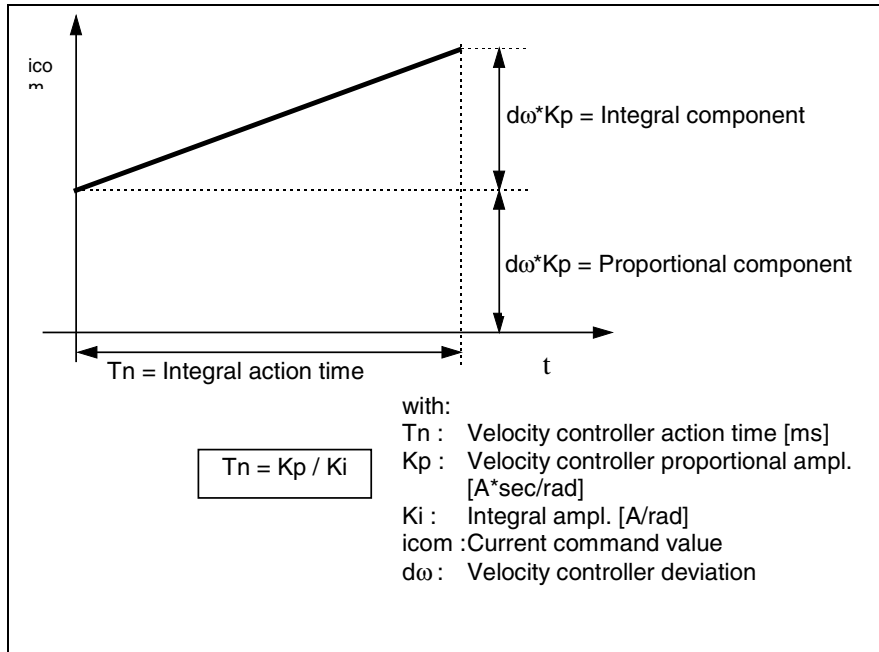 ico
m
dω*Kp = Integral component
dω*Kp = Proportional component
Tn = Integral action time
t
with:
Tn : Velocity controller action time [ms]
Tn = Kp / Ki
Kp : Velocity controller proportional ampl.
[A*sec/rad]
Ki : Integral ampl. [A/rad]
icom :Current command value
dω : Velocity controller deviation